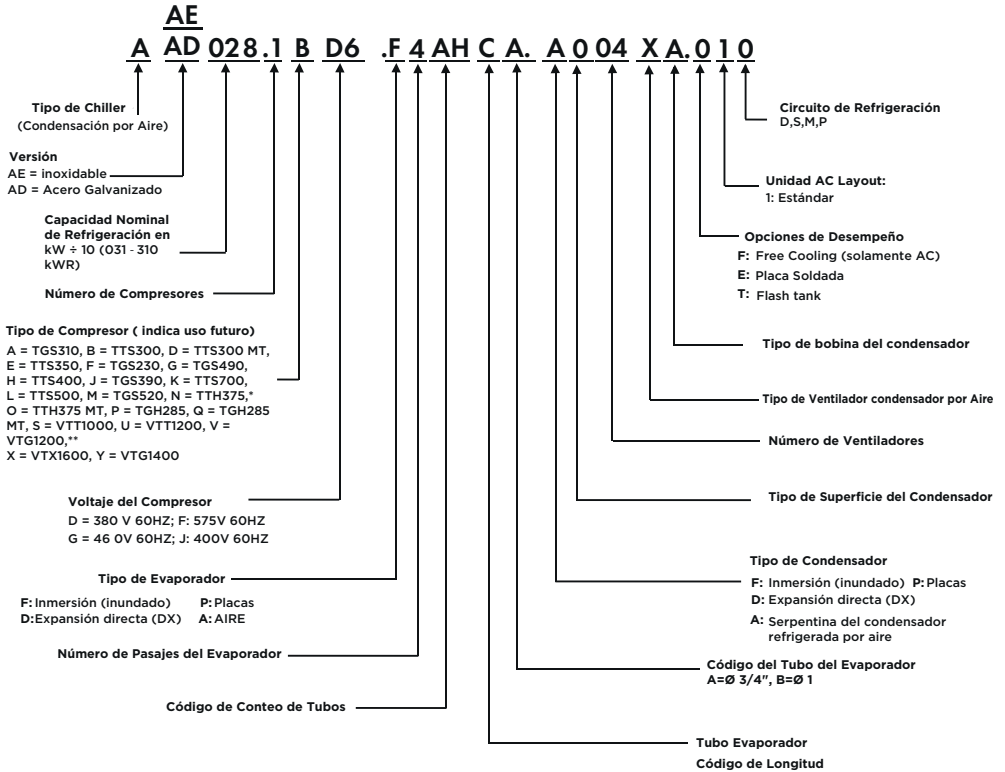 AE
A AD 028.1 B D6 .F 4 AH C A. A 0 04 X A.0 1 0
Tipo de Chiller
(Condensación por Aire)
Versión
AE = inoxidable
AD = Acero Galvanizado
Capacidad Nominal
de Refrigeración en
kW ÷ 10 (031 - 310
kWR)
Número de Compresores
Tipo de Compresor ( indica uso futuro)
A = TGS310, B = TTS300, D = TTS300 MT,
E = TTS350, F = TGS230, G = TGS490,
H = TTS400, J = TGS390, K = TTS700,
L = TTS500, M = TGS520, N = TTH375,*
O = TTH375 MT, P = TGH285, Q = TGH285
MT, S = VTT1000, U = VTT1200, V =
VTG1200,**
X = VTX1600, Y = VTG1400
Voltaje del Compresor
D = 380 V 60HZ; F: 575V 60HZ
G = 46 0V 60HZ; J: 400V 60HZ
Tipo de Evaporador
F: Inmersión (inundado) P: Placas
D:Expansión directa (DX) A: AIRE
Número de Pasajes del Evaporador
Código de Conteo de Tubos
Circuito de Refrigeración
D,S,M,P
Unidad AC Layout:
1: Estándar
Opciones de Desempeño
F: Free Cooling (solamente AC)
E: Placa Soldada
T: Flash tank
Tipo de bobina del condensador
Tipo de Ventilador condensador por Aire
Número de Ventiladores
Tipo de Superficie del Condensador
Tipo de Condensador
F: Inmersión (inundado) P: Placas
D: Expansión directa (DX)
A: Serpentina del condensador
refrigerada por aire
Código del Tubo del Evaporador
A=Ø 3/4", B=Ø 1
Tubo Evaporador
Código de Longitud